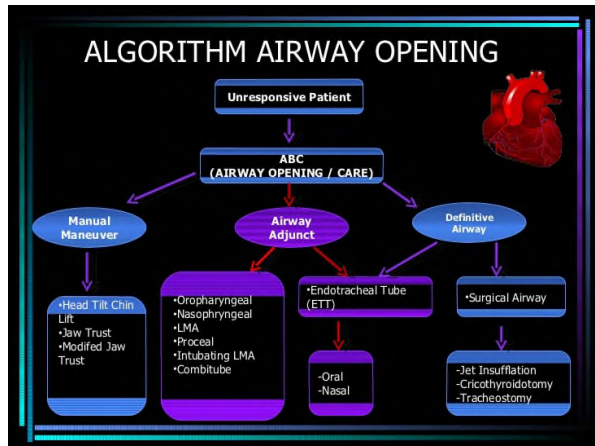 ALGORITHM AIRWAY OPENING
Unresponsive Patient
ABC
(AIRWAY OPENING / CARE)
Manual
Maneuver
Airway
Adjunct
Definitive
Airway
•Head Tilt Chin
Lift
•Jaw Trust
•Modifed Jaw
Trust
•Oropharyngeal
•Nasophryngeal
•LMA
•Proceal
•Intubating LMA
•Combitube
•Endotracheal Tube
(ETT)
•Surgical Airway
-Oral
-Nasal
-Jet Insufflation
-Cricothyroidotomy
-Tracheostomy